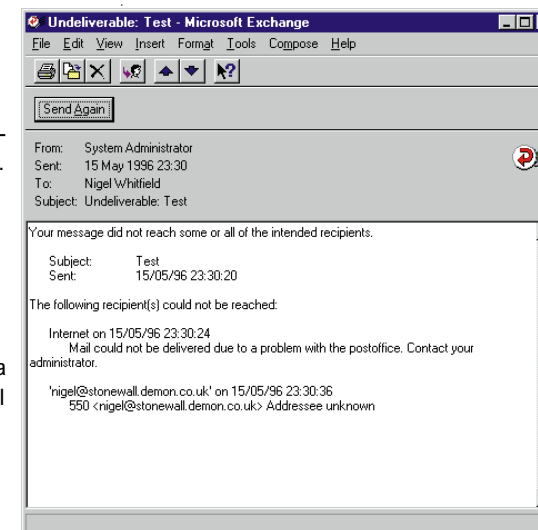 Undeliverable: Test - Microsoft Exchange
File Edit View Insert Format Tools Compose Help
Send Again
From: System Administrator
Sent: 15 May 1996 23:30
To: Nigel Whitfield
Subject: Undeliverable: Test
Your message did not reach some or all of the intended recipients.
Subject: Test
Sent: 15/05/96 23:30:20
The following recipient(s) could not be reached:
Internet on 15/05/96 23:30:24
Mail could not be delivered due to a problem with the postoffice. Contact your
administrator.
'nigel@stonewall.demon.co.uk' on 15/05/96 23:30:36
550 <nigel@stonewall.demon.co.uk> Addressee unknown